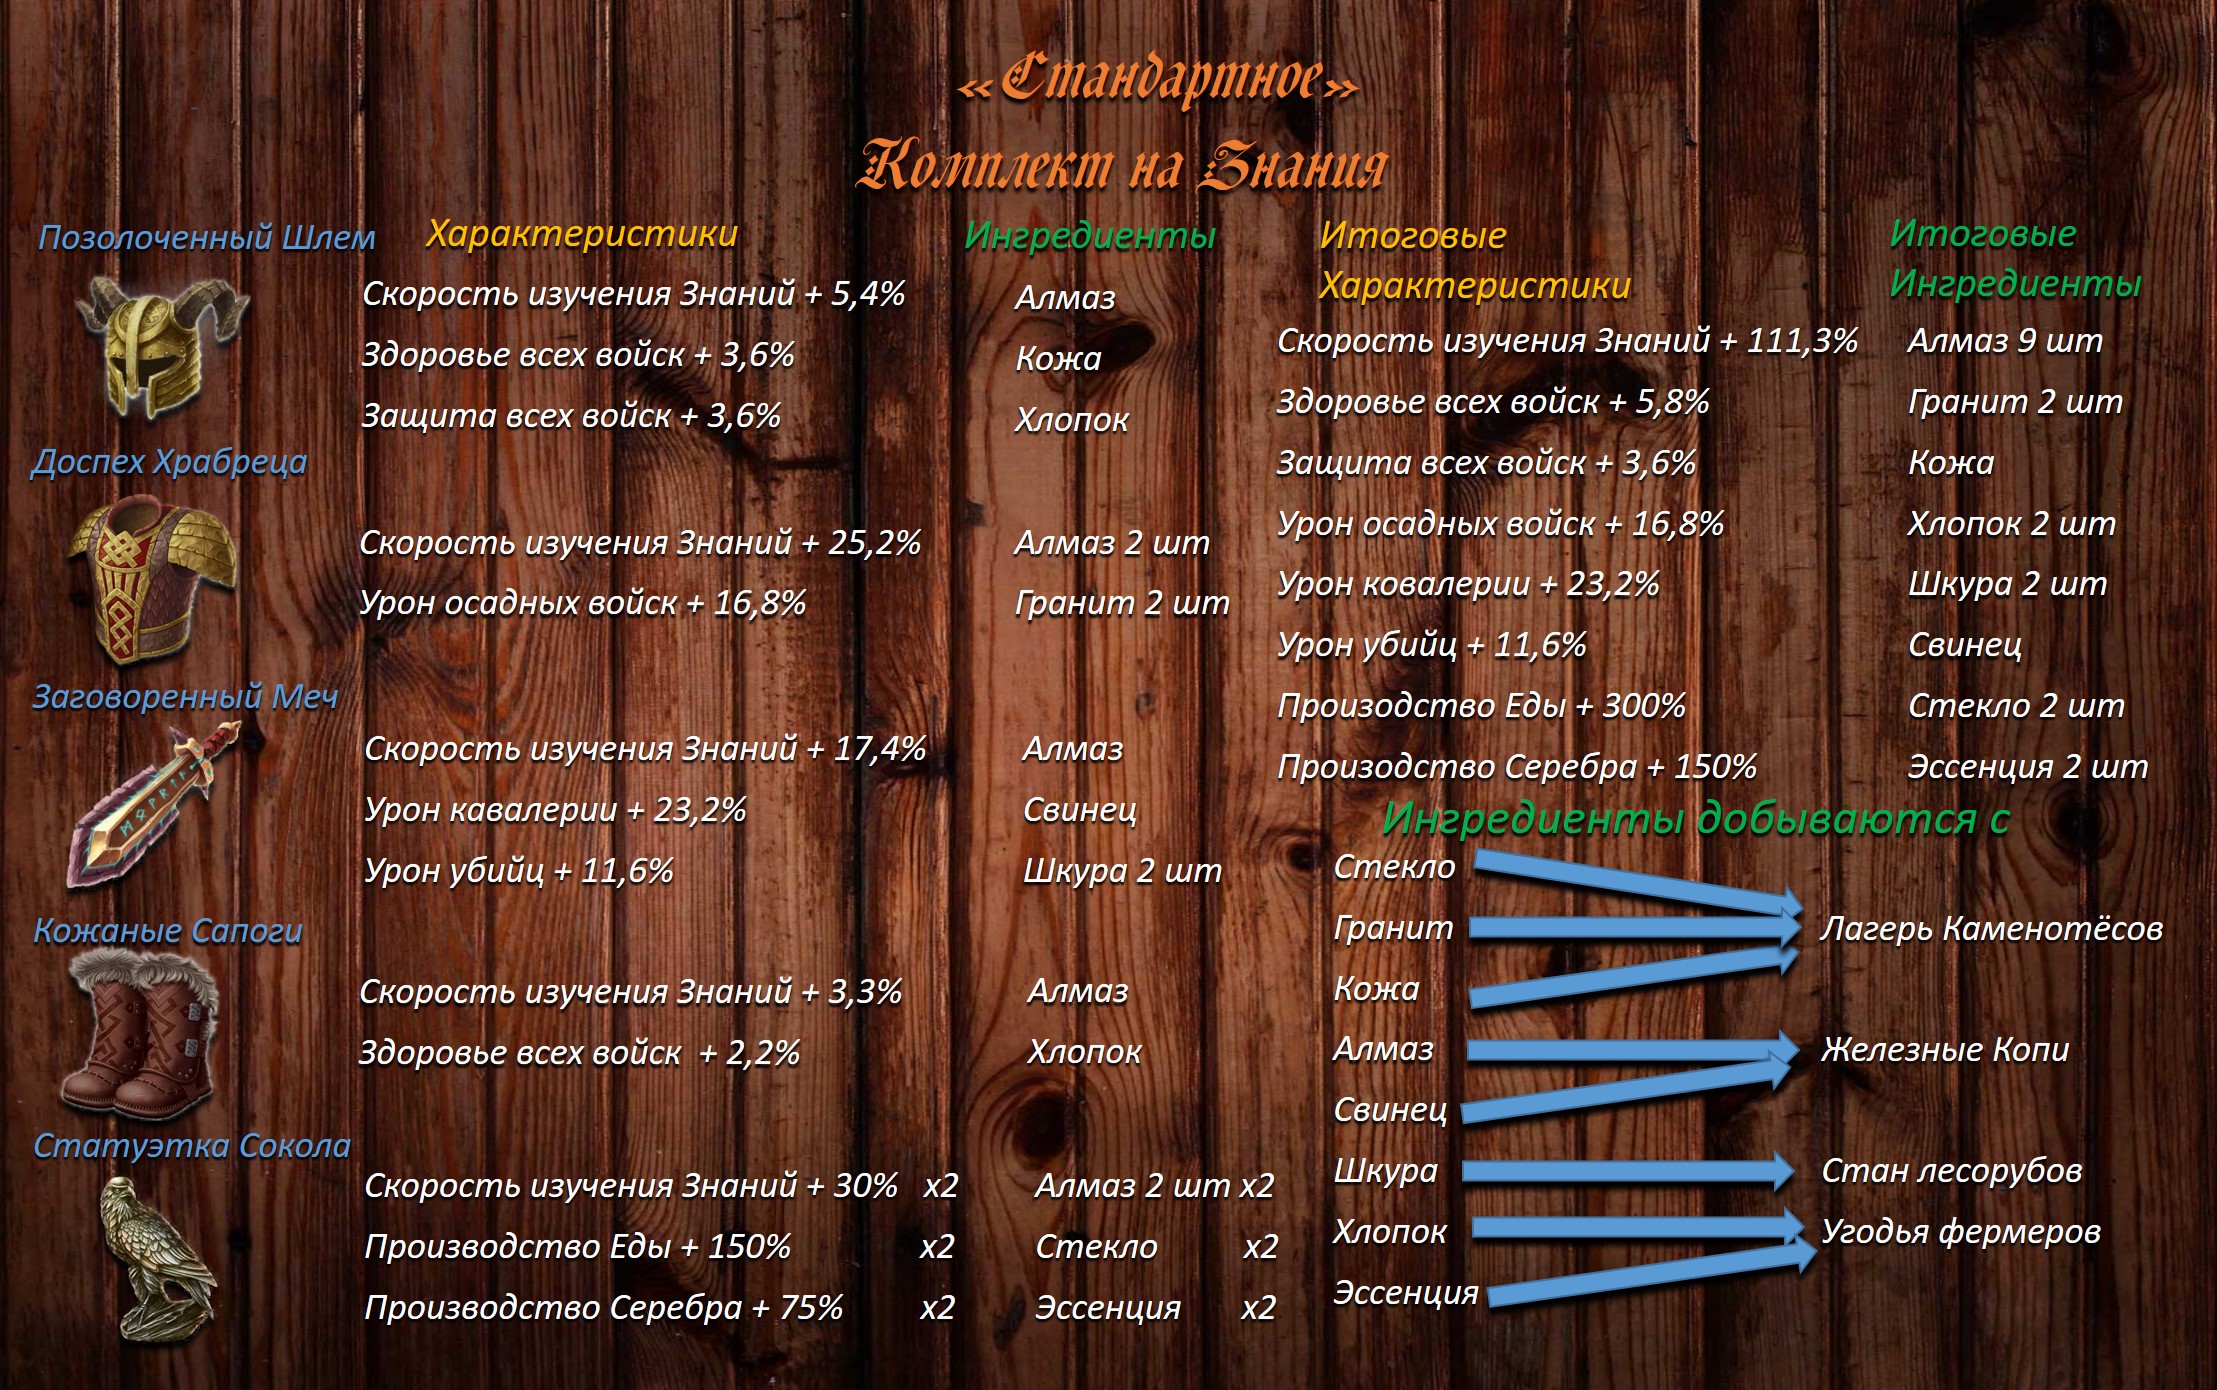 «Стандартное»
Комплект на Знания
Позолоченный Шлем
Характеристики
Ингредиенты
Скорость изучения Знаний + 5,4%
Алмаз
Здоровье всех войск + 3,6%
Кожа
Защита всех войск + 3,6%
Хлопок
Доспех Храбреца
Скорость изучения Знаний + 25,2%
Алмаз 2 шт
Урон осадных войск + 16,8%
Гранит 2 шт
Заговоренный Меч
Скорость изучения Знаний + 17,4%
Алмаз
Урон кавалерии + 23,2%
Свинец
Урон убийц + 11,6%
Шкура 2 шт
Кожаные Сапоги
Скорость изучения Знаний + 3,3%
Алмаз
Здоровье всех войск + 2,2%
Хлопок
Статуэтка Сокола
Скорость изучения Знаний + 30% x2
Алмаз 2 шт x2
Производство Еды + 150% x2
Стекло x2
Производство Серебра + 75% x2
Эссенция x2
Итоговые
Характеристики
Итоговые
Ингредиенты
Скорость изучения Знаний + 111,3%
Алмаз 9 шт
Здоровье всех войск + 5,8%
Гранит 2 шт
Защита всех войск + 3,6%
Кожа
Урон осадных войск + 16,8%
Хлопок 2 шт
Урон ковалерии + 23,2%
Шкура 2 шт
Урон убийц + 11,6%
Свинец
Произодство Еды + 300%
Стекло 2 шт
Произодство Серебра + 150%
Эссенция 2 шт
Ингредиенты добываются с
Стекло
Гранит
Лагерь Каменотёсов
Кожа
Алмаз
Железные Копи
Свинец
Шкура
Стан лесорубов
Хлопок
Угодья фермеров
Эссенция